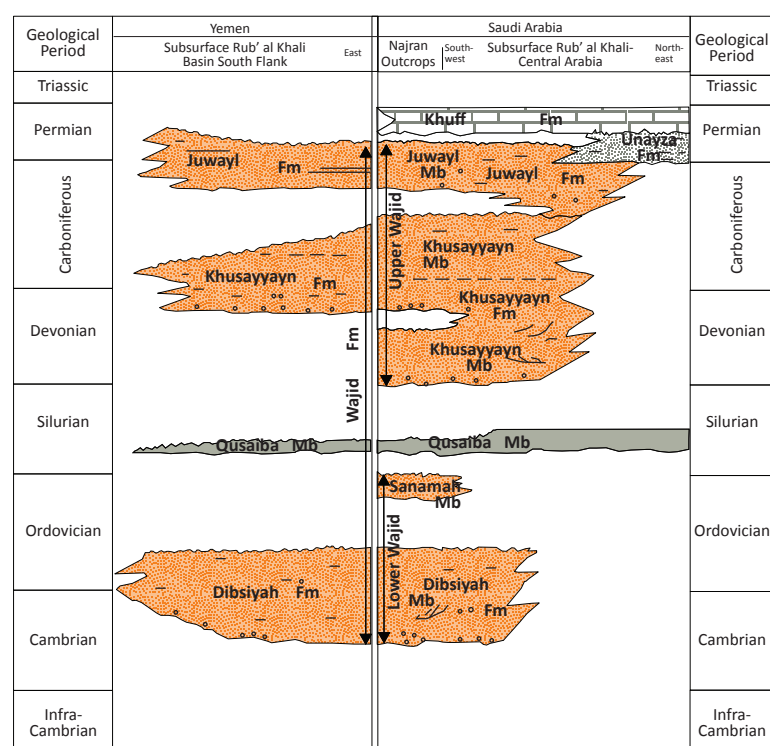 Geological
Period
Yemen
Subsurface Rub' al Khali
Basin South Flank
East
Saudi Arabia
Najran
Outcrops
South-
west
Subsurface Rub' al Khali-
Central Arabia
North-
east
Geological
Period
Triassic
Permian
Carboniferous
Devonian
Silurian
Ordovician
Cambrian
Infra-
Cambrian
Juwayl
Fm
Khusayyayn
Fm
Qusaiba Mb
Dibsiyah Fm
Wajid Fm
Khuff Fm
Unayza
Fm
Juwayl
Mb
Juwayl
Fm
Upper Wajid
Khusayyayn
Mb
Khusayyayn
Fm
Khusayyayn
Mb
Qusaiba Mb
Sanamah
Mb
Lower Wajid
Dibsiyah
Mb
Fm
Triassic
Permian
Carboniferous
Devonian
Silurian
Ordovician
Cambrian
Infra-
Cambrian